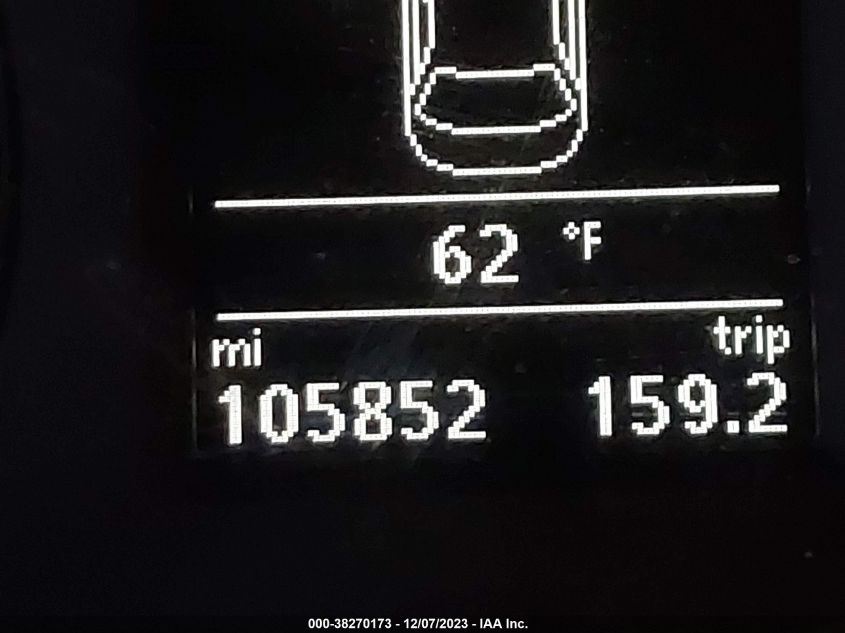 62 °F
mi trip
105852 159.2
000-38270173 - 12/07/2023 - IAA Inc.